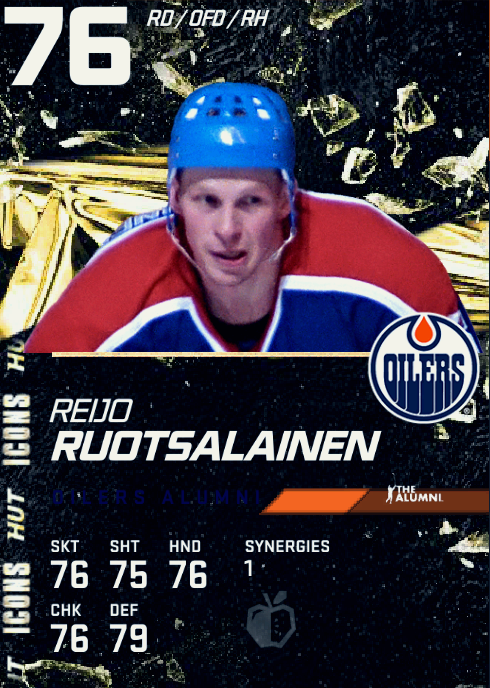 76
RD / OFD / RH
OILERS
REIJO
RUOTSALAINEN
OILERS ALUMNI
THE
ALUMNI.
SKT SHT HND SYNERGIES
76 75 76 1
CHK DEF
76 79
HUT ICONS HUT ICONS